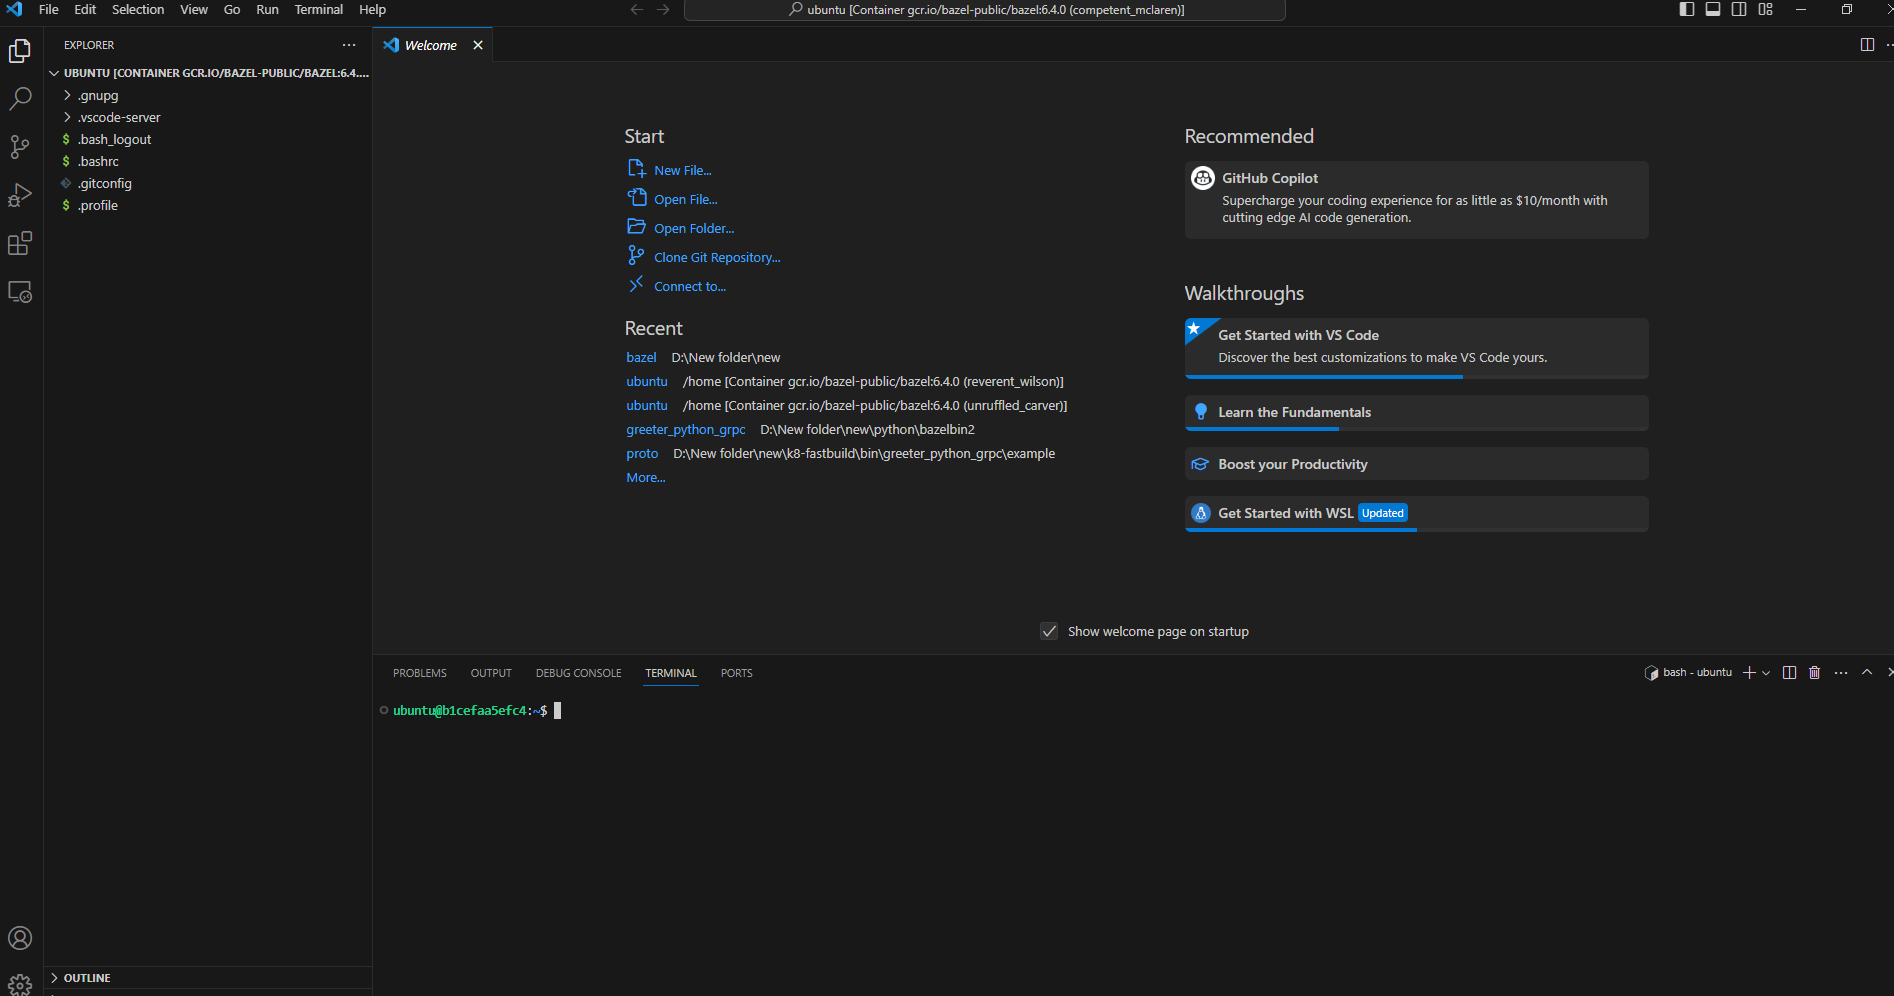 File Edit Selection View Go Run Terminal Help
ubuntu [Container gcr.io/bazel-public/bazel:6.4.0 (competent_mclaren)]
EXPLORER
UBUNTU [CONTAINER GCR.IO/BAZEL-PUBLIC/BAZEL:6.4....
.gnupg
.vscode-server
$ .bash_logout
$ .bashrc
.gitconfig
$ .profile
OUTLINE
Welcome
Start
New File...
Open File...
Open Folder...
Clone Git Repository...
Connect to...
Recent
bazel D:\New folder\new
ubuntu /home [Container gcr.io/bazel-public/bazel:6.4.0 (reverent_wilson)]
ubuntu /home [Container gcr.io/bazel-public/bazel:6.4.0 (unruffled_carver)]
greeter_python_grpc D:\New folder\new\python\bazelbin2
proto D:\New folder\new\k8-fastbuild\bin\greeter_python_grpc\example
More...
Recommended
GitHub Copilot
Supercharge your coding experience for as little as $10/month with
cutting edge AI code generation.
Walkthroughs
Get Started with VS Code
Discover the best customizations to make VS Code yours.
Learn the Fundamentals
Boost your Productivity
Get Started with WSL Updated
Show welcome page on startup
PROBLEMS OUTPUT DEBUG CONSOLE TERMINAL PORTS
bash - ubuntu
ubuntu@b1cefaa5efc4:~$